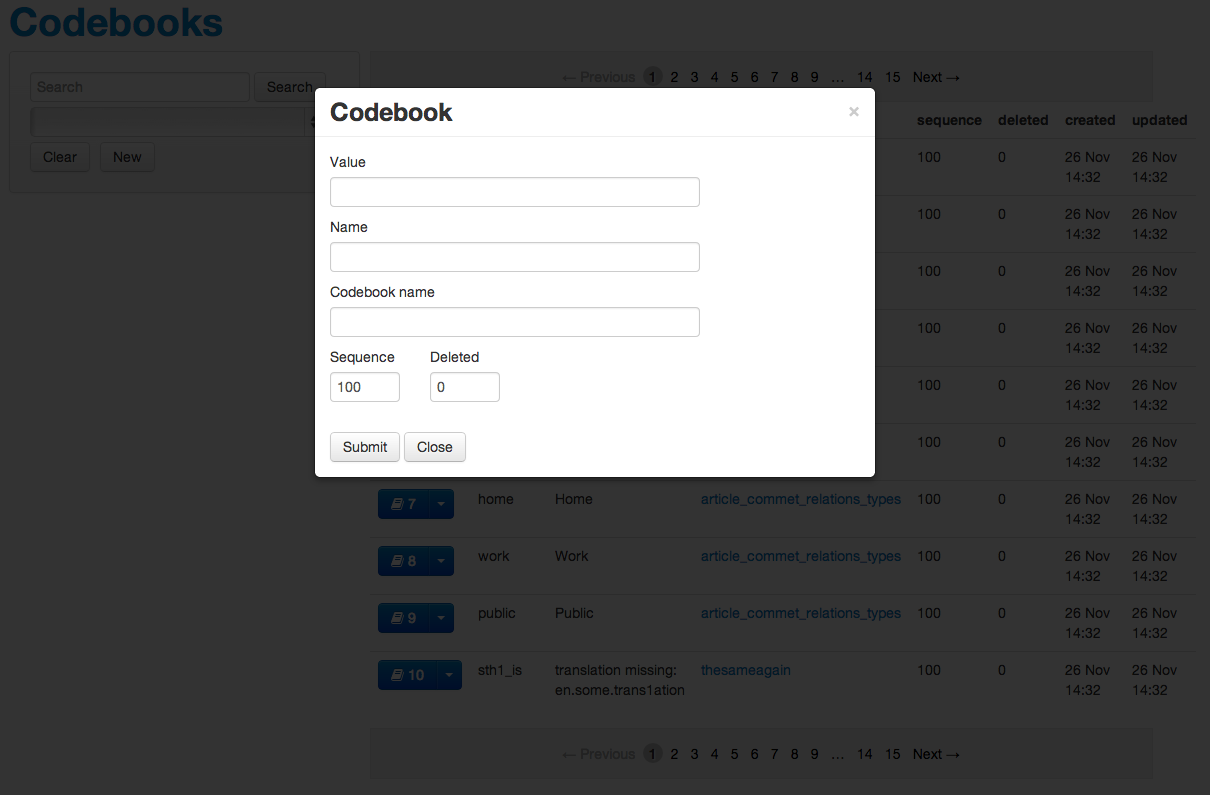 Codebooks
Search Search
Clear New
← Previous 1 2 3 4 5 6 7 8 9 … 14 15 Next →
Codebook ×
Value
Name
Codebook name
Sequence Deleted
100 0
Submit Close
sequence deleted created updated
100 0 26 Nov 26 Nov
14:32 14:32
100 0 26 Nov 26 Nov
14:32 14:32
100 0 26 Nov 26 Nov
14:32 14:32
100 0 26 Nov 26 Nov
14:32 14:32
100 0 26 Nov 26 Nov
14:32 14:32
100 0 26 Nov 26 Nov
14:32 14:32
7 home Home article_commet_relations_types 100 0 26 Nov 26 Nov
14:32 14:32
8 work Work article_commet_relations_types 100 0 26 Nov 26 Nov
14:32 14:32
9 public Public article_commet_relations_types 100 0 26 Nov 26 Nov
14:32 14:32
10 sth1_is translation missing: thesameagain 100 0 26 Nov 26 Nov
en.some.trans1ation 14:32 14:32
← Previous 1 2 3 4 5 6 7 8 9 … 14 15 Next →